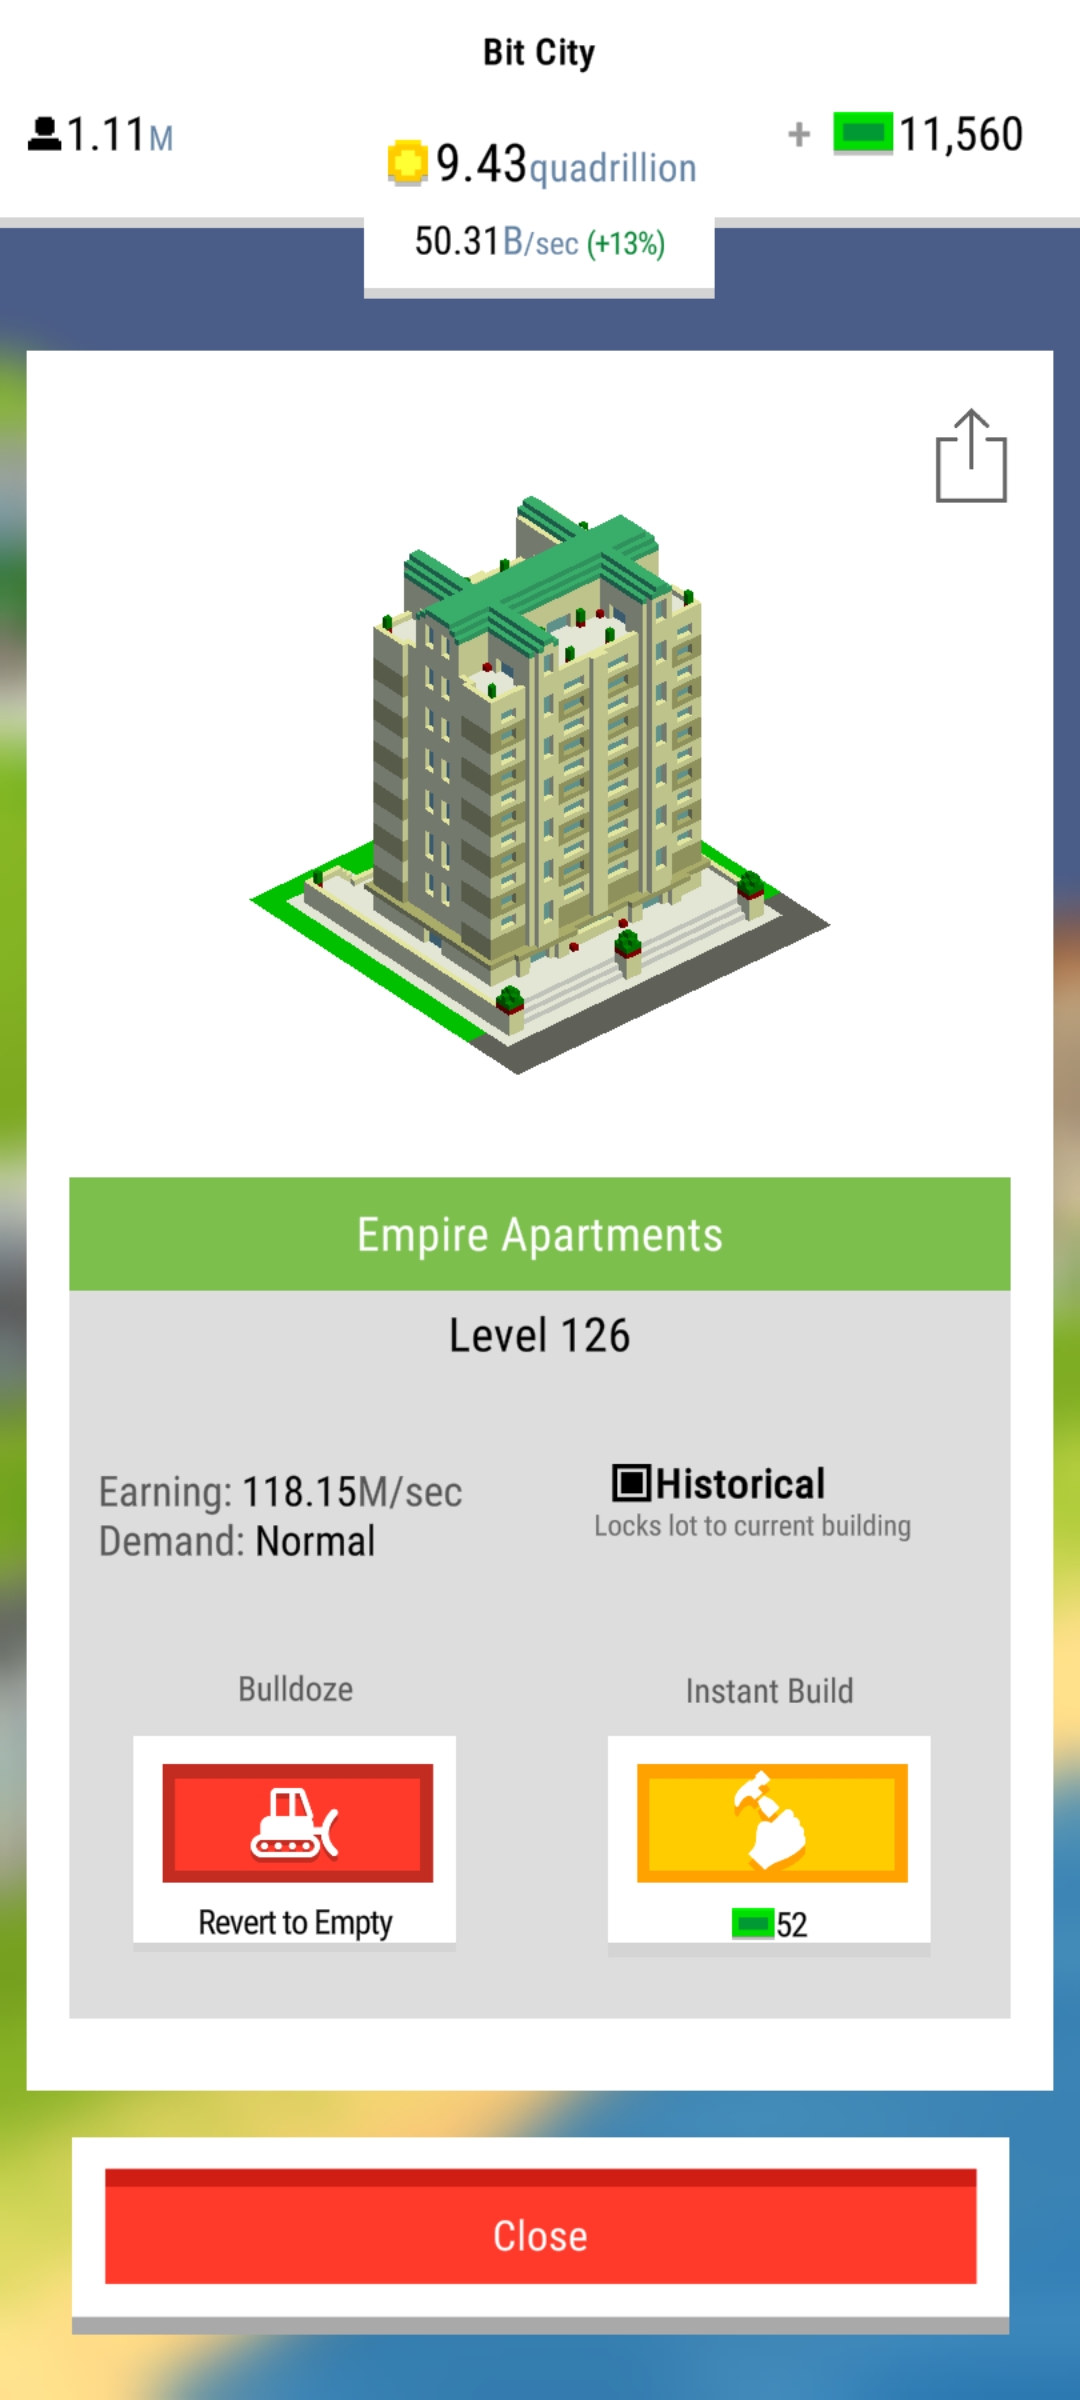 Bit City
1.11M
+ 11,560
9.43quadrillion
50.31B/sec (+13%)
Empire Apartments
Level 126
Earning: 118.15M/sec
Demand: Normal
Historical
Locks lot to current building
Bulldoze
Instant Build
Revert to Empty
52
Close